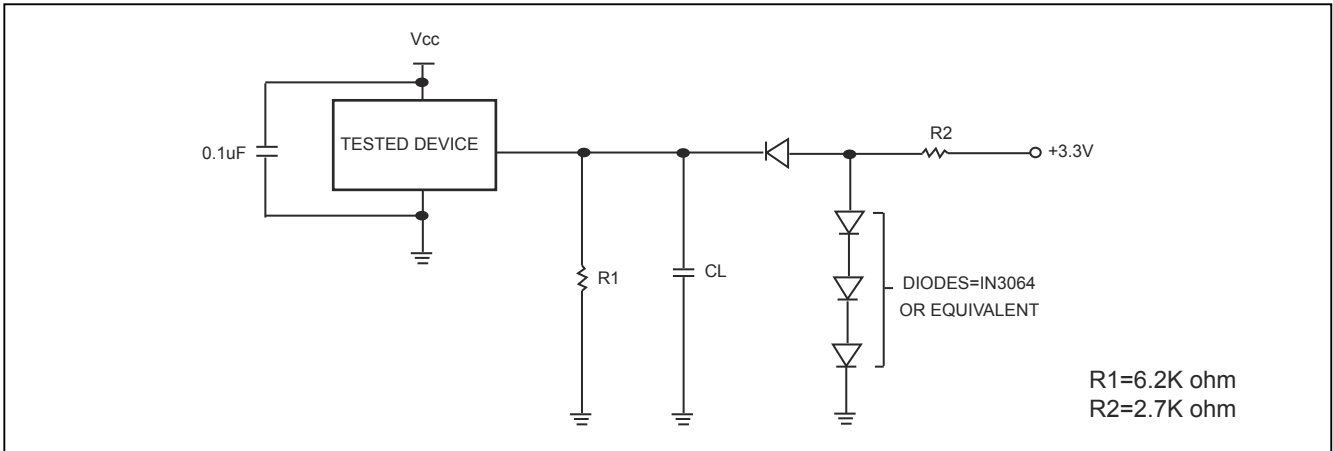 Vcc
0.1uF
TESTED DEVICE
R2
+3.3V
R1
CL
DIODES=IN3064
OR EQUIVALENT
R1=6.2K ohm
R2=2.7K ohm